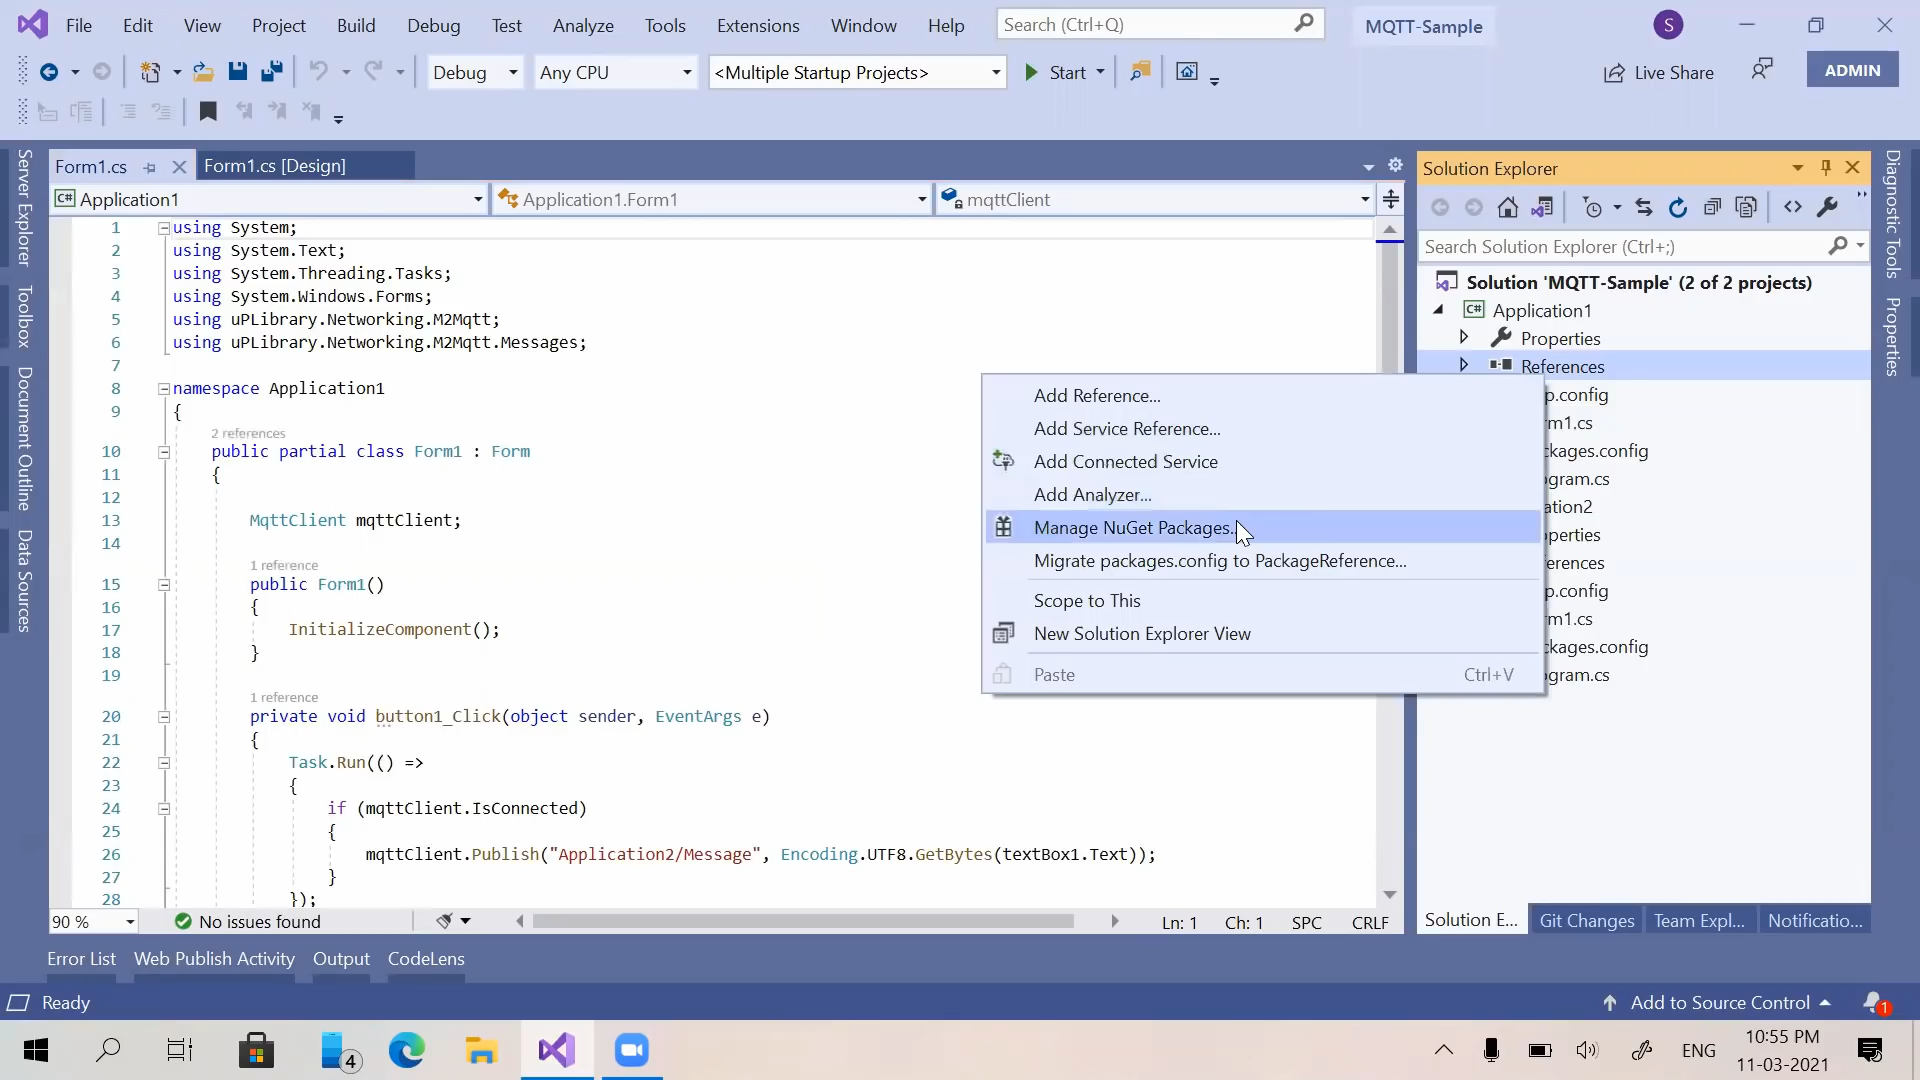 File Edit View Project Build Debug Test Analyze Tools Extensions Window Help Search (Ctrl+Q) MQTT-Sample S
Debug Any CPU <Multiple Startup Projects> Start Live Share ADMIN
Server Explorer
Toolbox
Document Outline
Data Sources
Form1.cs Form1.cs [Design]
C# Application1 Application1.Form1 mqttClient
1 using System;
2 using System.Text;
3 using System.Threading.Tasks;
4 using System.Windows.Forms;
5 using uPLibrary.Networking.M2Mqtt;
6 using uPLibrary.Networking.M2Mqtt.Messages;
7
8 namespace Application1
9 {
2 references
10 public partial class Form1 : Form
11 {
12
13 MqttClient mqttClient;
14
1 reference
15 public Form1()
16 {
17 InitializeComponent();
18 }
19
1 reference
20 private void button1_Click(object sender, EventArgs e)
21 {
22 Task.Run(() =>
23 {
24 if (mqttClient.IsConnected)
25 {
26 mqttClient.Publish("Application2/Message", Encoding.UTF8.GetBytes(textBox1.Text));
27 }
28 });
90 % No issues found Ln: 1 Ch: 1 SPC CRLF
Add Reference...
Add Service Reference...
Add Connected Service
Add Analyzer...
Manage NuGet Packages..
Migrate packages.config to PackageReference...
Scope to This
New Solution Explorer View
Paste Ctrl+V
Solution Explorer
Search Solution Explorer (Ctrl+;)
Solution 'MQTT-Sample' (2 of 2 projects)
C# Application1
Properties
References
p.config
rm1.cs
ckages.config
ogram.cs
ation2
perties
erences
p.config
rm1.cs
ckages.config
ogram.cs
Solution E... Git Changes Team Expl... Notificatio...
Diagnostic Tools
Properties
Error List Web Publish Activity Output CodeLens
Ready Add to Source Control 1
4 ENG 10:55 PM
11-03-2021